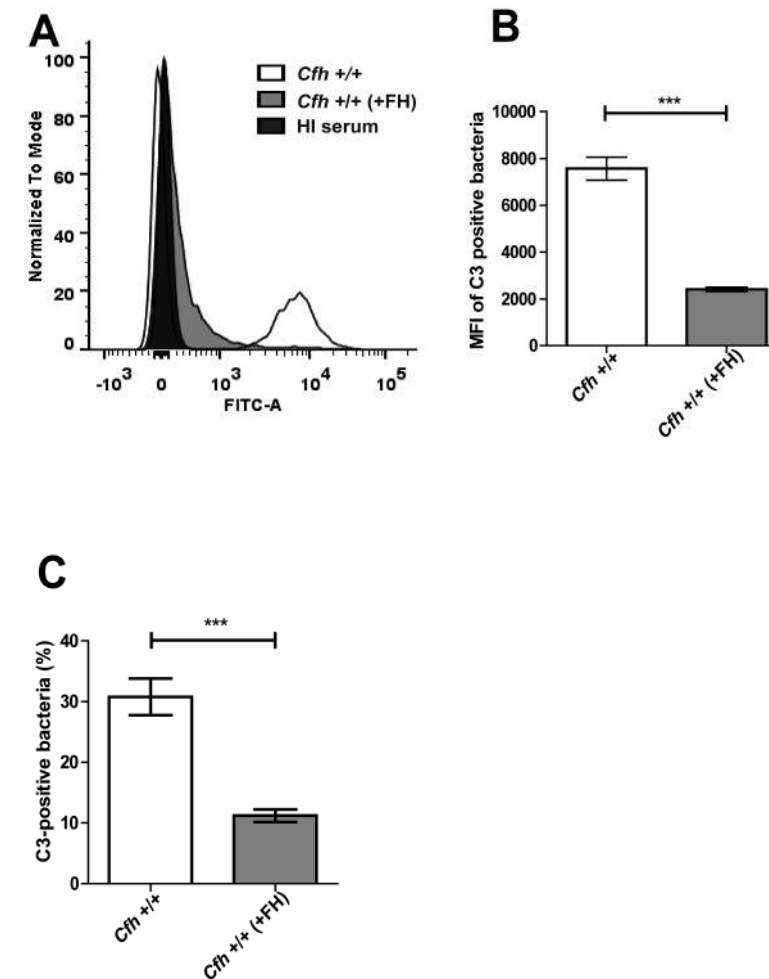 A
Normalized To Mode
100
80
60
40
20
0
-10³ 0 10³ 10⁴ 10⁵
FITC-A
Cfh +/+
Cfh +/+ (+FH)
HI serum
B
MFI of C3 positive bacteria
10000
8000
6000
4000
2000
0
***
Cfh +/+
Cfh +/+ (+FH)
C
C3-positive bacteria (%)
40
30
20
10
0
***
Cfh +/+
Cfh +/+ (+FH)